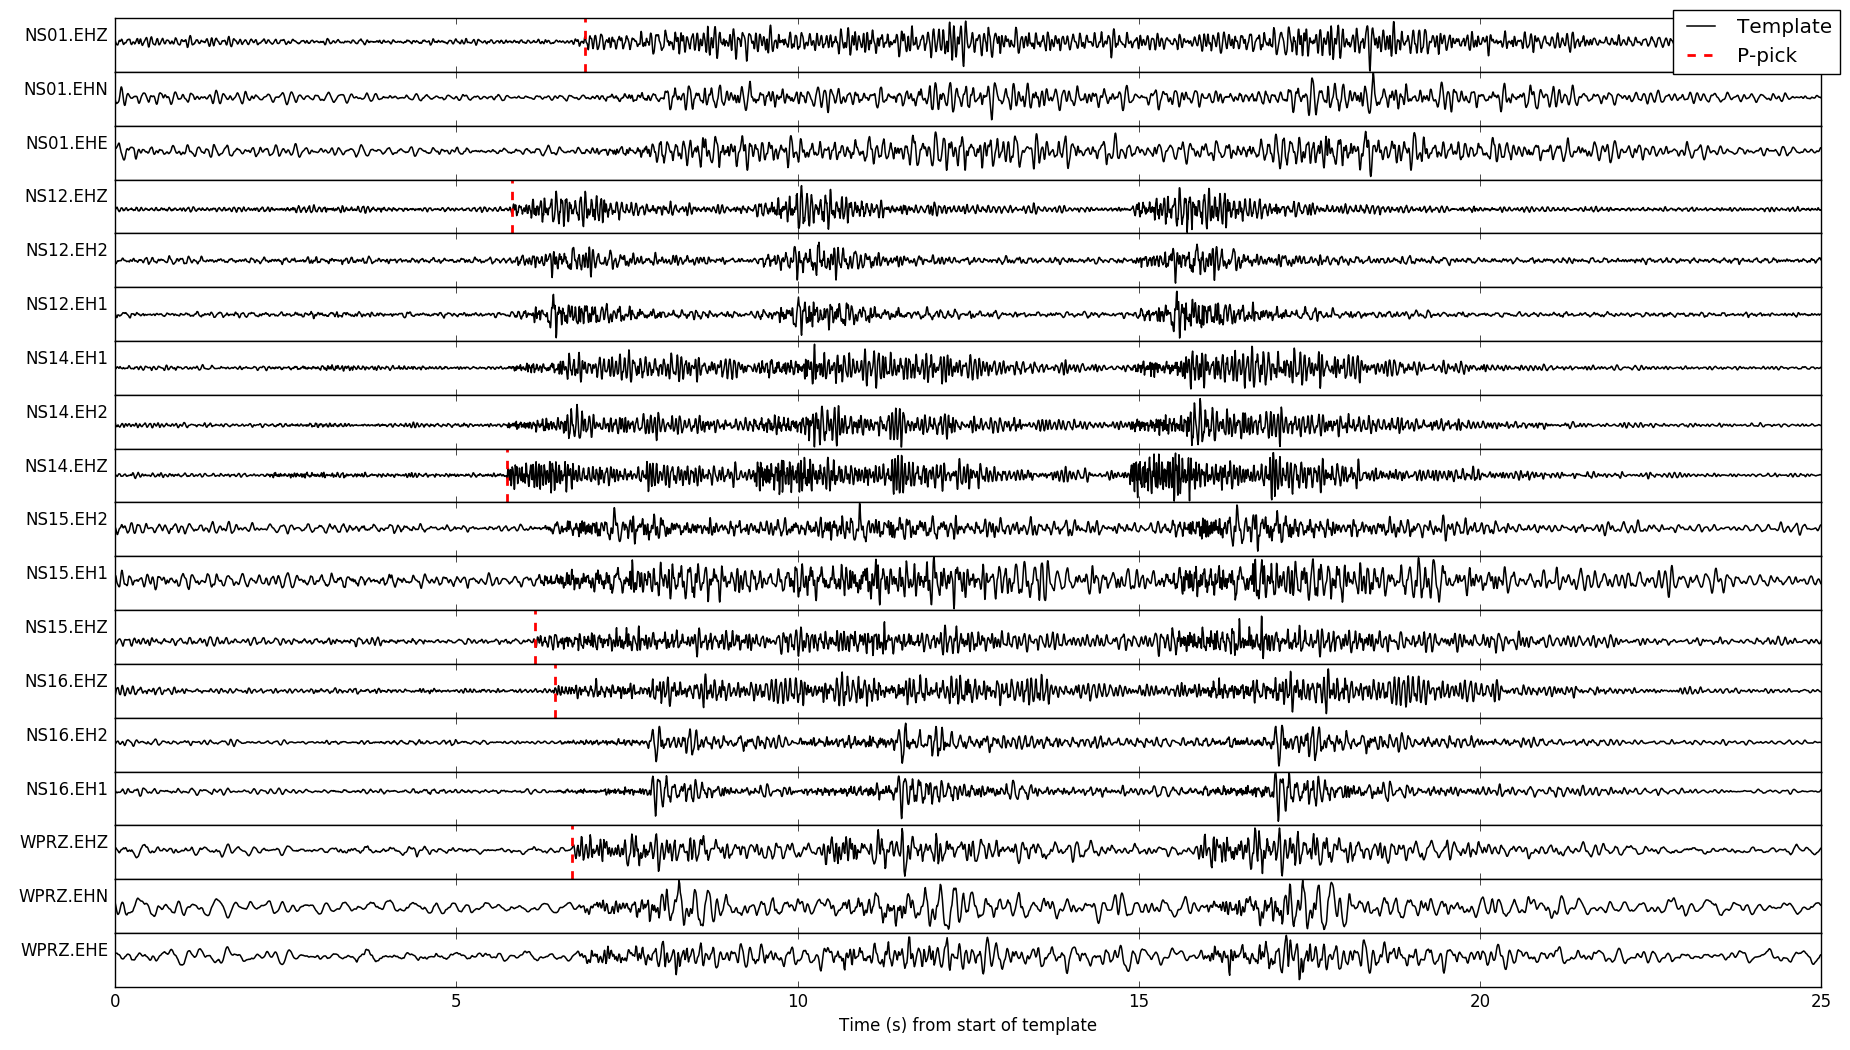 NS01.EHZ
Template
P-pick
NS01.EHN
NS01.EHE
NS12.EHZ
NS12.EH2
NS12.EH1
NS14.EH1
NS14.EH2
NS14.EHZ
NS15.EH2
NS15.EH1
NS15.EHZ
NS16.EHZ
NS16.EH2
NS16.EH1
WPRZ.EHZ
WPRZ.EHN
WPRZ.EHE
0 5 10 15 20 25
Time (s) from start of template